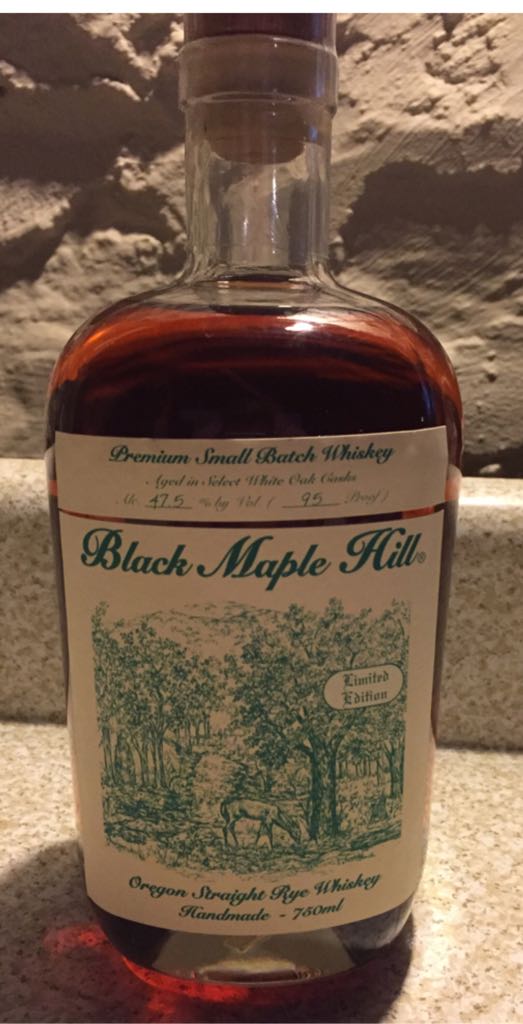 Premium Small Batch Whiskey
Aged in Select White Oak Casks
Alc. 47.5 % by Vol ( 95 Proof )
Black Maple Hill®
Limited
Edition
Oregon Straight Rye Whiskey
Handmade - 750ml